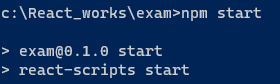 c:\React_works\exam>npm start
> exam@0.1.0 start
> react-scripts start